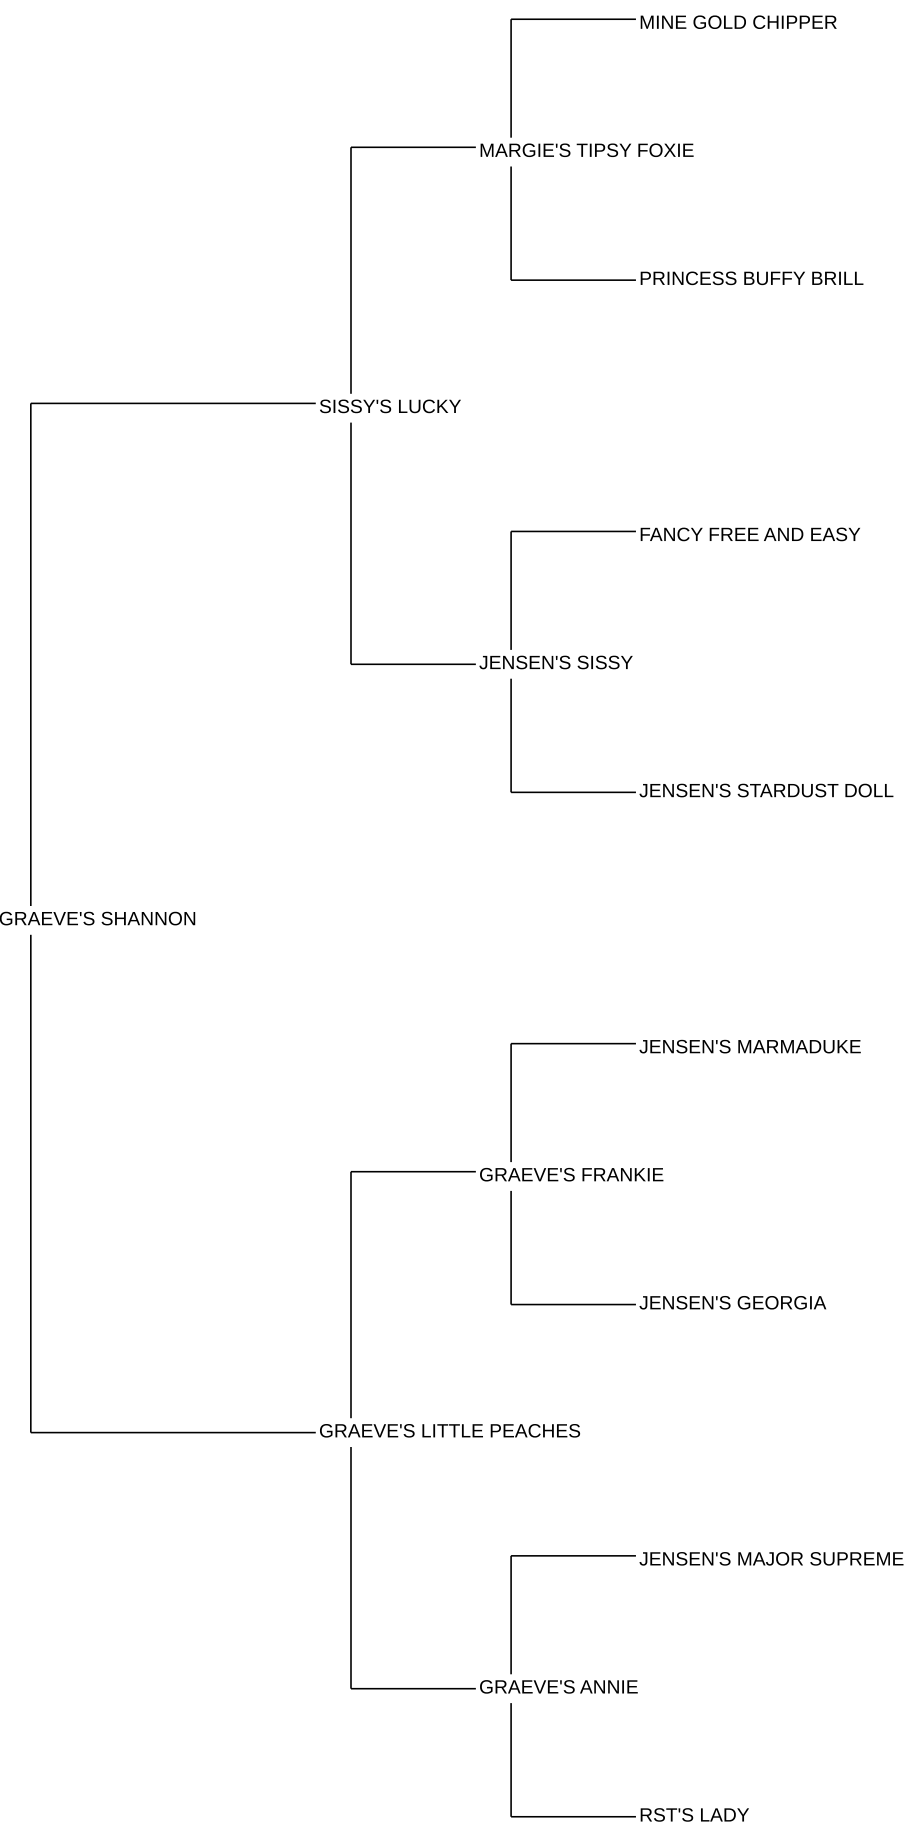 MINE GOLD CHIPPER
MARGIE'S TIPSY FOXIE
PRINCESS BUFFY BRILL
SISSY'S LUCKY
FANCY FREE AND EASY
JENSEN'S SISSY
JENSEN'S STARDUST DOLL
GRAEVE'S SHANNON
JENSEN'S MARMADUKE
GRAEVE'S FRANKIE
JENSEN'S GEORGIA
GRAEVE'S LITTLE PEACHES
JENSEN'S MAJOR SUPREME
GRAEVE'S ANNIE
RST'S LADY